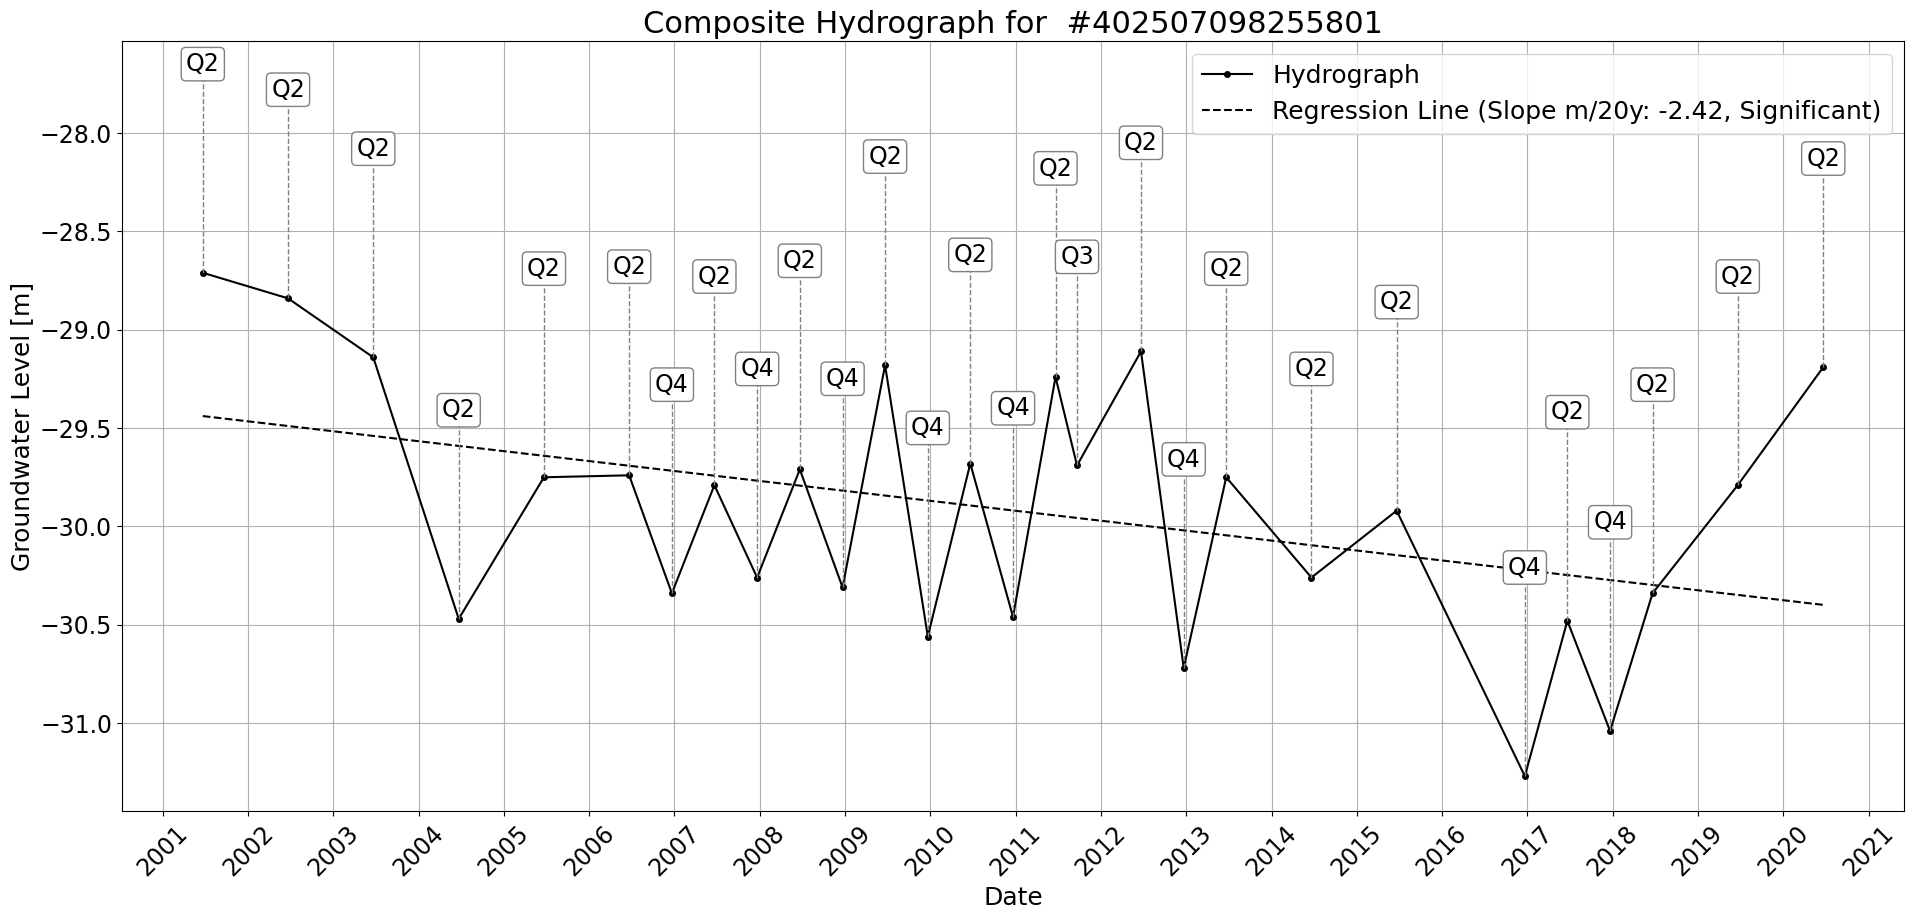 Composite Hydrograph for  #402507098255801
Hydrograph
Regression Line (Slope m/20y: -2.42, Significant)
Groundwater Level [m]
−28.0
−28.5
−29.0
−29.5
−30.0
−30.5
−31.0
Q2
Q2
Q2
Q2
Q2
Q2
Q4
Q2
Q4
Q2
Q4
Q2
Q4
Q2
Q4
Q2
Q3
Q2
Q4
Q2
Q2
Q2
Q4
Q2
Q4
Q2
Q2
Q2
2001
2002
2003
2004
2005
2006
2007
2008
2009
2010
2011
2012
2013
2014
2015
2016
2017
2018
2019
2020
2021
Date